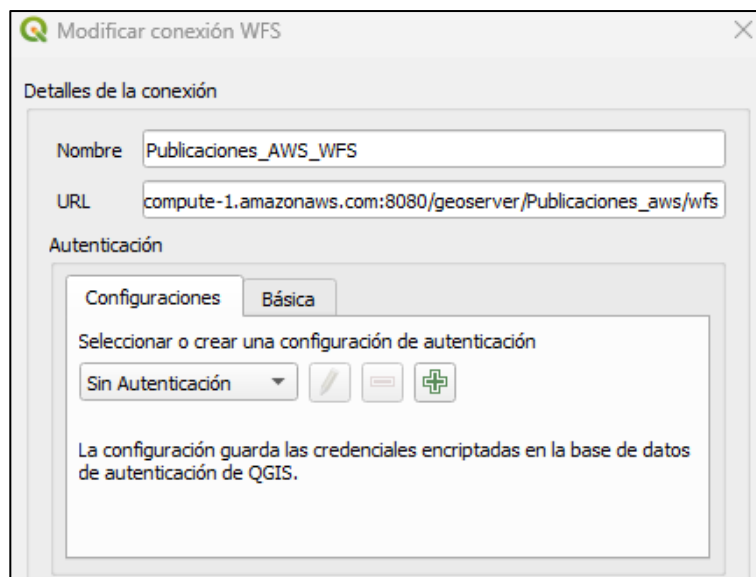 Modificar conexión WFS
Detalles de la conexión
Nombre Publicaciones_AWS_WFS
URL compute-1.amazonaws.com:8080/geoserver/Publicaciones_aws/wfs
Autenticación
Configuraciones Básica
Seleccionar o crear una configuración de autenticación
Sin Autenticación
La configuración guarda las credenciales encriptadas en la base de datos
de autenticación de QGIS.